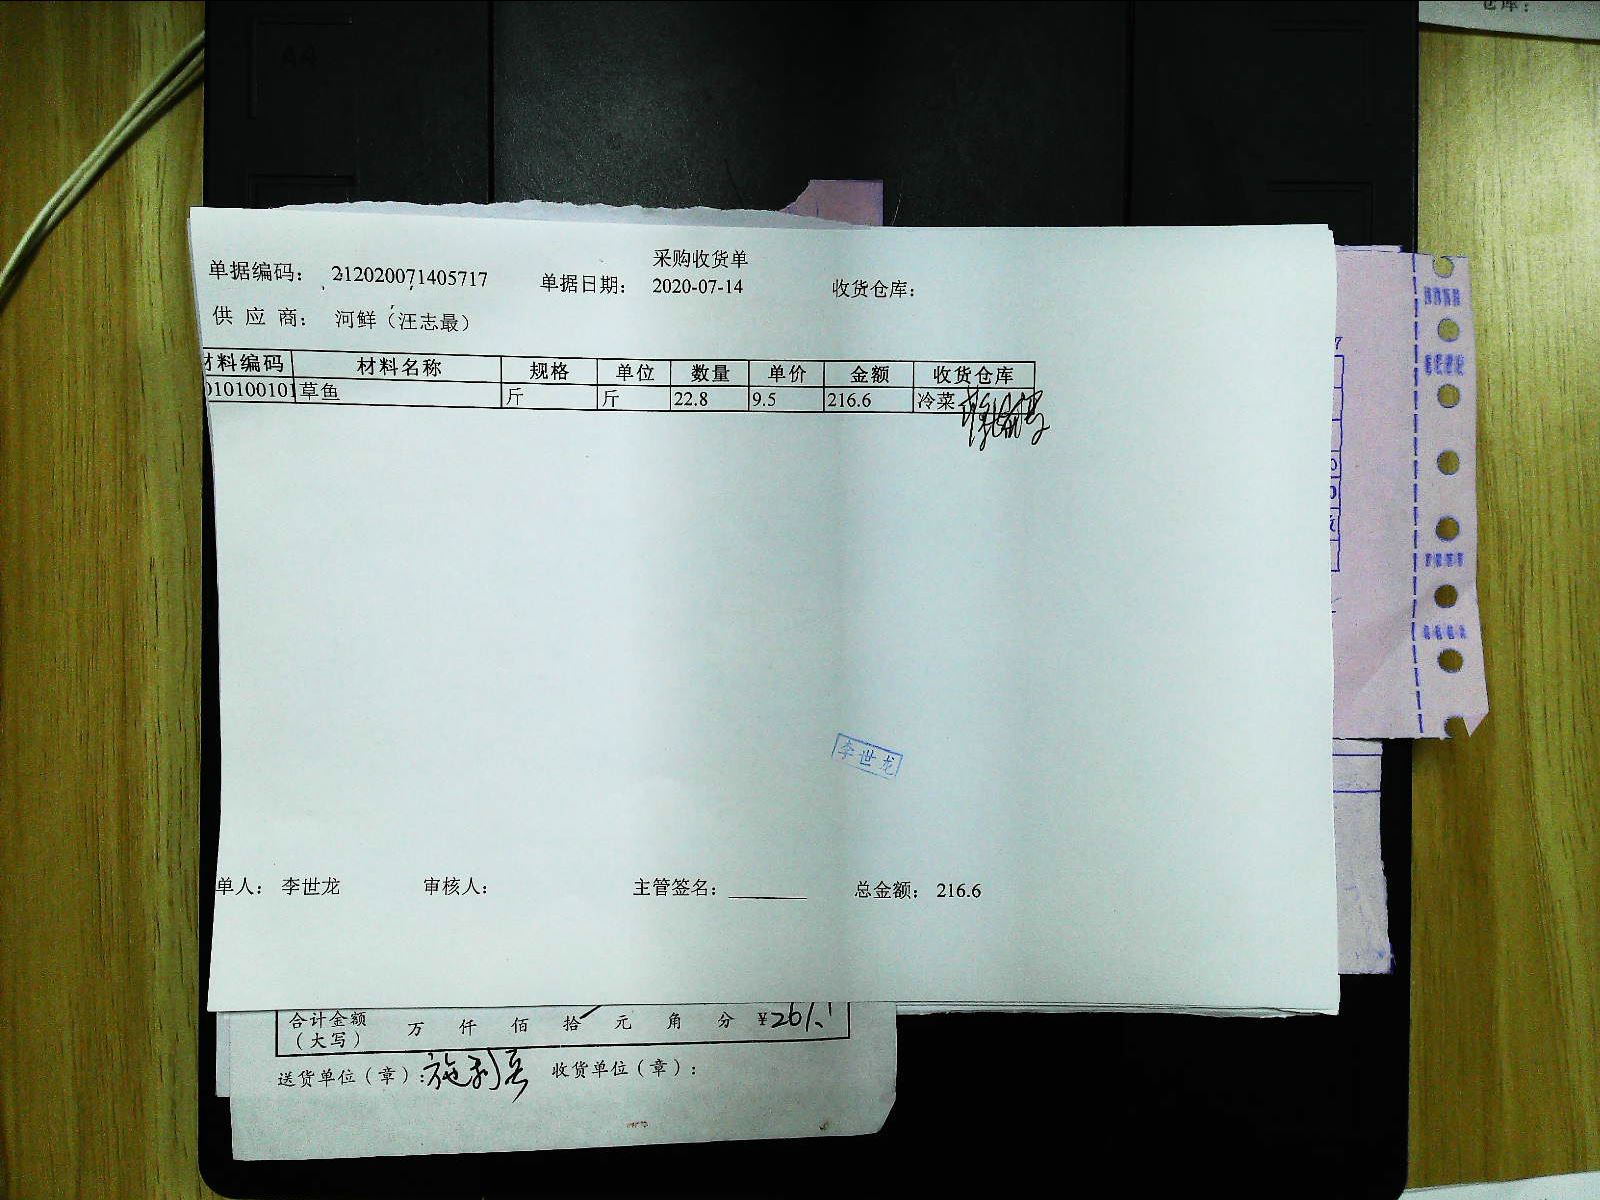 仓库：
采购收货单
单据编码： 212020071405717 单据日期： 2020-07-14 收货仓库：
供 应 商： 河鲜（汪志最）
材料编码 材料名称 规格 单位 数量 单价 金额 收货仓库
010100101 草鱼 斤 斤 22.8 9.5 216.6 冷菜
李世龙
单人： 李世龙 审核人： 主管签名： 总金额： 216.6
合计金额 万 仟 佰 拾 元 角 分 ¥261.1
（大写）
送货单位（章）： 收货单位（章）：